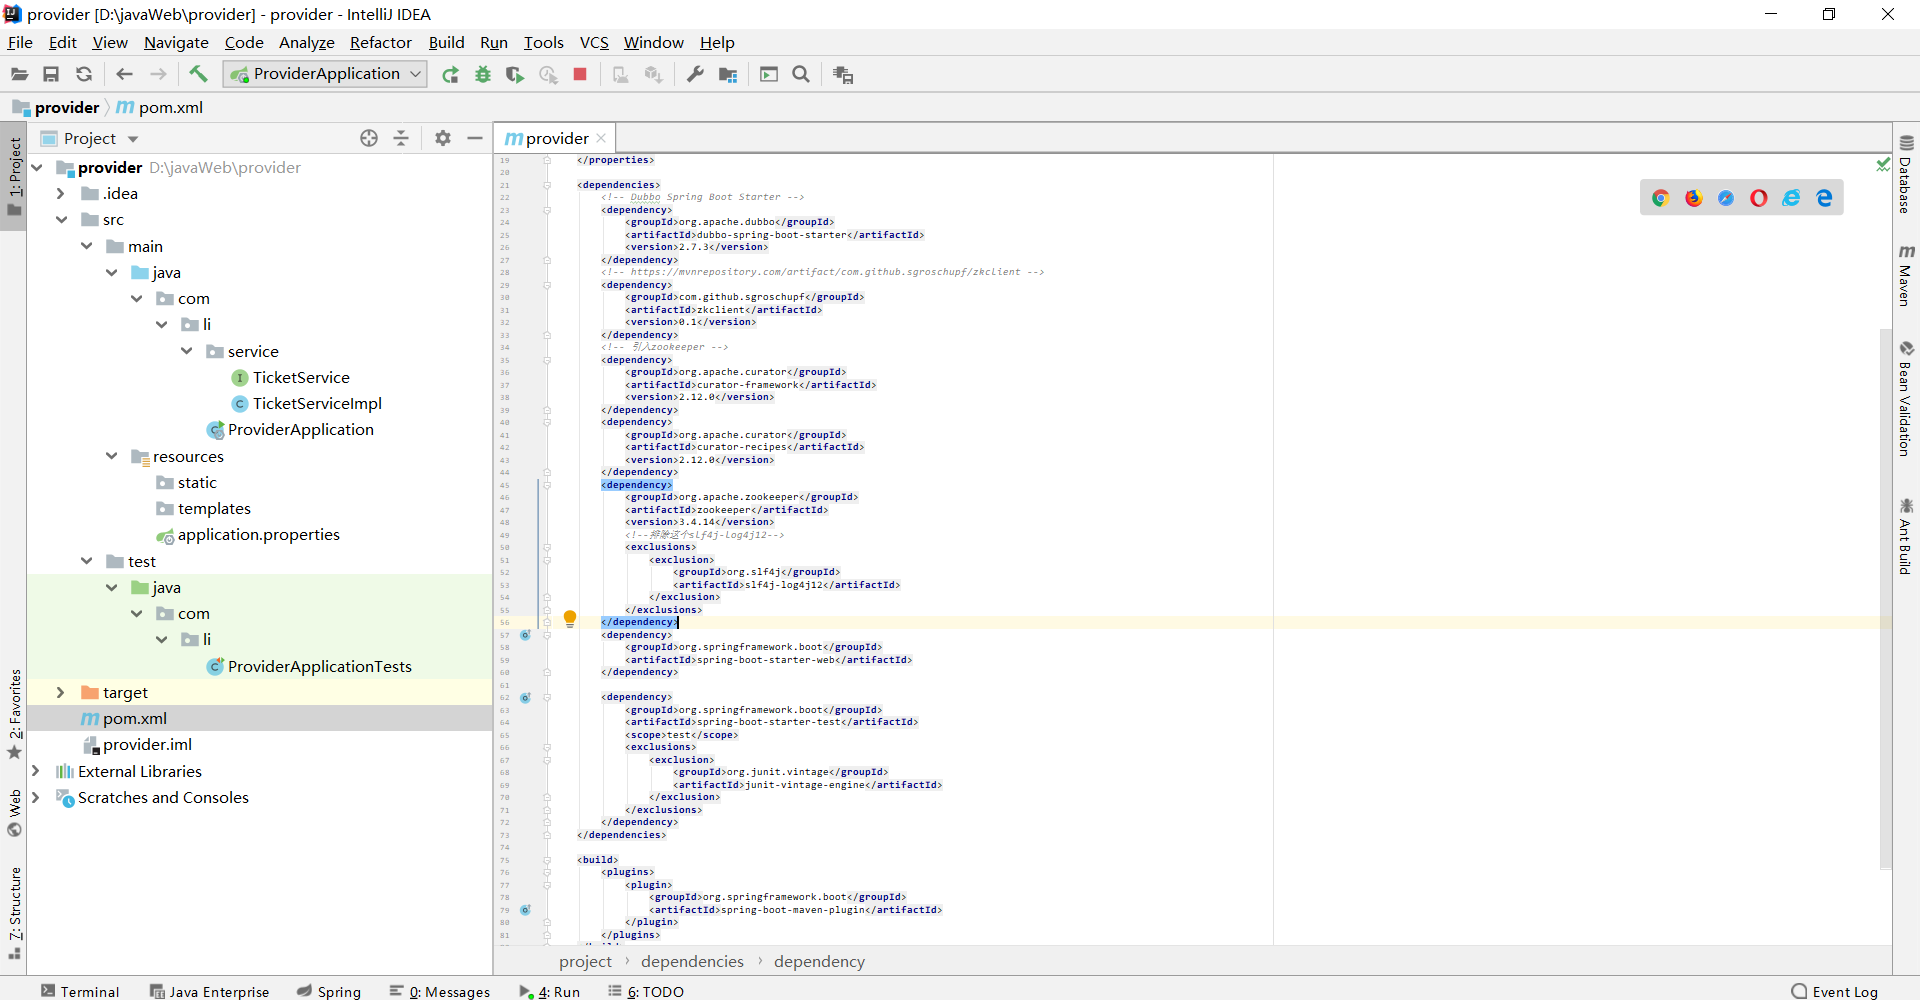 provider [D:\javaWeb\provider] - provider - IntelliJ IDEA
File Edit View Navigate Code Analyze Refactor Build Run Tools VCS Window Help
ProviderApplication
provider pom.xml
1: Project
2: Favorites
Web
7: Structure
Project
provider D:\javaWeb\provider
.idea
src
main
java
com
li
service
TicketService
TicketServiceImpl
ProviderApplication
resources
static
templates
application.properties
test
java
com
li
ProviderApplicationTests
target
pom.xml
provider.iml
External Libraries
Scratches and Consoles
provider
19 </properties>
20
21 <dependencies>
22 <!-- Dubbo Spring Boot Starter -->
23 <dependency>
24 <groupId>org.apache.dubbo</groupId>
25 <artifactId>dubbo-spring-boot-starter</artifactId>
26 <version>2.7.3</version>
27 </dependency>
28 <!-- https://mvnrepository.com/artifact/com.github.sgroschupf/zkclient -->
29 <dependency>
30 <groupId>com.github.sgroschupf</groupId>
31 <artifactId>zkclient</artifactId>
32 <version>0.1</version>
33 </dependency>
34 <!-- 引入zookeeper -->
35 <dependency>
36 <groupId>org.apache.curator</groupId>
37 <artifactId>curator-framework</artifactId>
38 <version>2.12.0</version>
39 </dependency>
40 <dependency>
41 <groupId>org.apache.curator</groupId>
42 <artifactId>curator-recipes</artifactId>
43 <version>2.12.0</version>
44 </dependency>
45 <dependency>
46 <groupId>org.apache.zookeeper</groupId>
47 <artifactId>zookeeper</artifactId>
48 <version>3.4.14</version>
49 <!--排除这个slf4j-log4j12-->
50 <exclusions>
51 <exclusion>
52 <groupId>org.slf4j</groupId>
53 <artifactId>slf4j-log4j12</artifactId>
54 </exclusion>
55 </exclusions>
56 </dependency>
57 <dependency>
58 <groupId>org.springframework.boot</groupId>
59 <artifactId>spring-boot-starter-web</artifactId>
60 </dependency>
61
62 <dependency>
63 <groupId>org.springframework.boot</groupId>
64 <artifactId>spring-boot-starter-test</artifactId>
65 <scope>test</scope>
66 <exclusions>
67 <exclusion>
68 <groupId>org.junit.vintage</groupId>
69 <artifactId>junit-vintage-engine</artifactId>
70 </exclusion>
71 </exclusions>
72 </dependency>
73 </dependencies>
74
75 <build>
76 <plugins>
77 <plugin>
78 <groupId>org.springframework.boot</groupId>
79 <artifactId>spring-boot-maven-plugin</artifactId>
80 </plugin>
81 </plugins>
project › dependencies › dependency
Database
Maven
Bean Validation
Ant Build
Terminal Java Enterprise Spring 0: Messages 4: Run 6: TODO Event Log